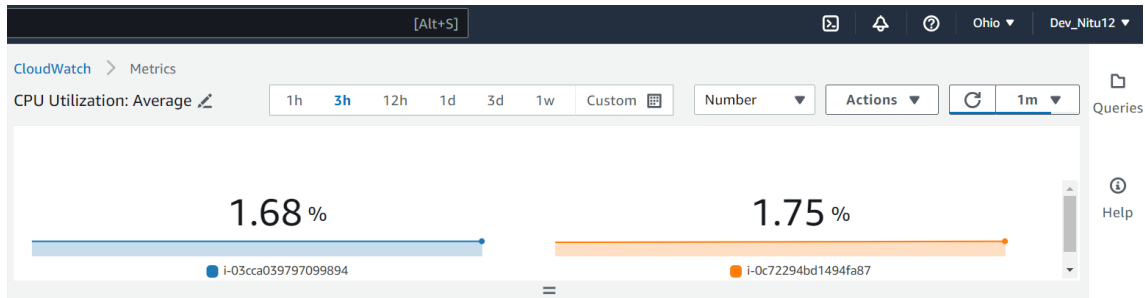 [Alt+S] Ohio Dev_Nitu12
CloudWatch Metrics
CPU Utilization: Average 1h 3h 12h 1d 3d 1w Custom Number Actions 1m
Queries
Help
1.68 % 1.75 %
i-03cca039797099894 i-0c72294bd1494fa87